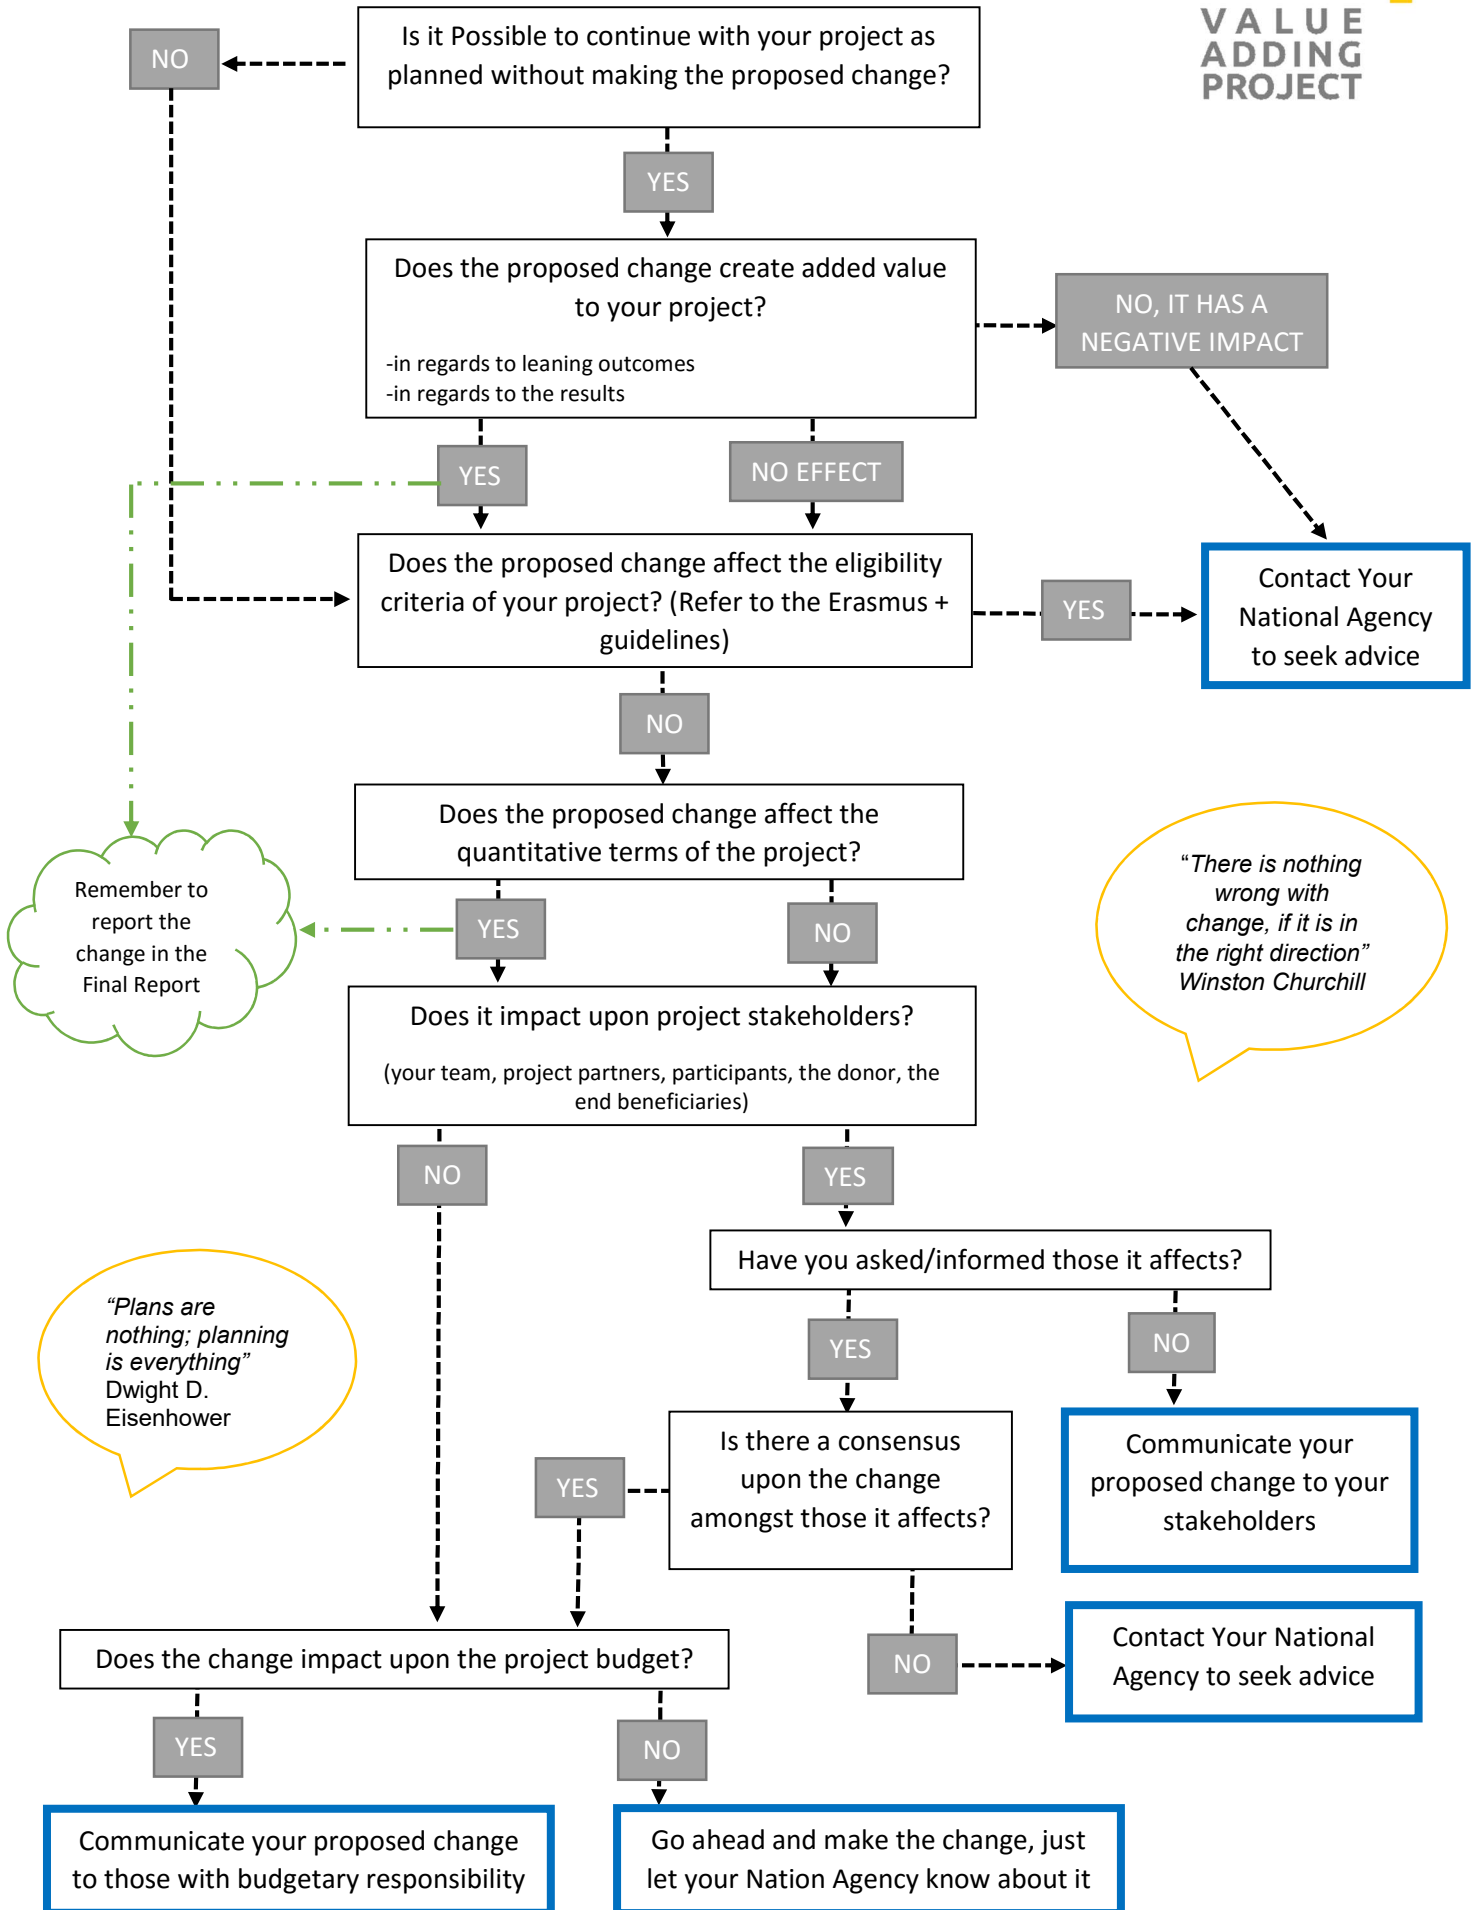 VALUE
ADDING
PROJECT
Is it Possible to continue with your project as
planned without making the proposed change?
NO
YES
Does the proposed change create added value
to your project?
-in regards to leaning outcomes
-in regards to the results
NO, IT HAS A
NEGATIVE IMPACT
YES
NO EFFECT
Does the proposed change affect the eligibility
criteria of your project? (Refer to the Erasmus +
guidelines)
YES
Contact Your
National Agency
to seek advice
NO
Does the proposed change affect the
quantitative terms of the project?
Remember to
report the
change in the
Final Report
YES
NO
“There is nothing
wrong with
change, if it is in
the right direction”
Winston Churchill
Does it impact upon project stakeholders?
(your team, project partners, participants, the donor, the
end beneficiaries)
NO
YES
Have you asked/informed those it affects?
“Plans are
nothing; planning
is everything”
Dwight D.
Eisenhower
YES
NO
Is there a consensus
upon the change
amongst those it affects?
Communicate your
proposed change to your
stakeholders
YES
NO
Contact Your National
Agency to seek advice
Does the change impact upon the project budget?
YES
NO
Communicate your proposed change
to those with budgetary responsibility
Go ahead and make the change, just
let your Nation Agency know about it